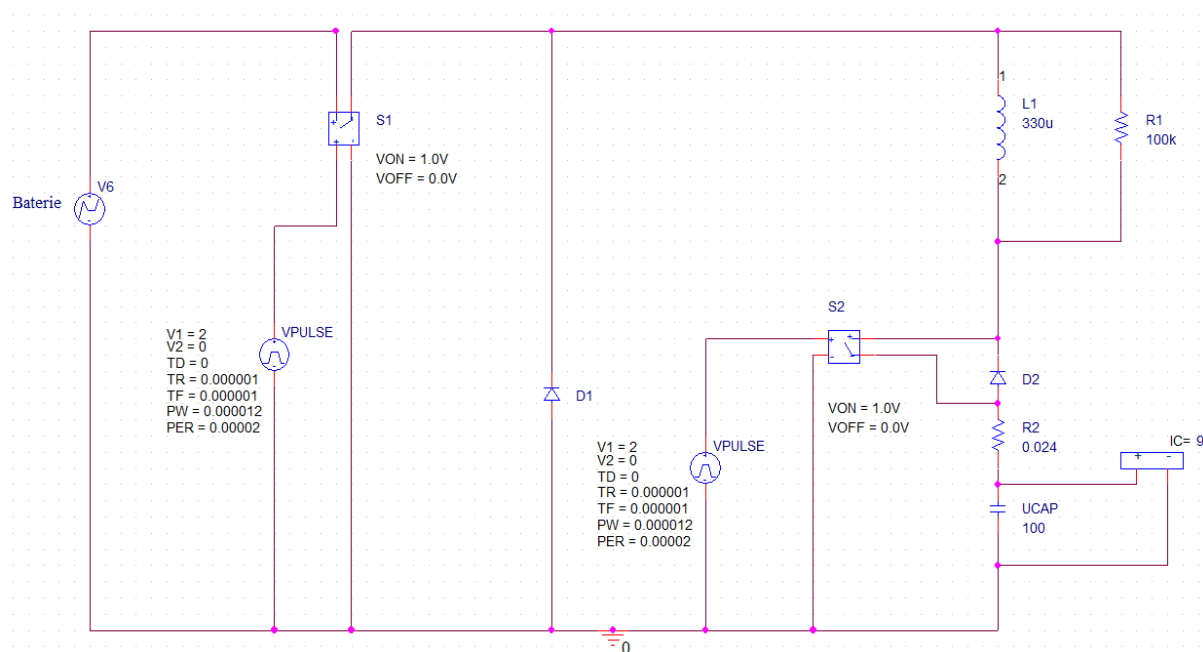 Baterie
V6
+
-
S1
+
+
-
VON = 1.0V
VOFF = 0.0V
V1 = 2
V2 = 0
TD = 0
TR = 0.000001
TF = 0.000001
PW = 0.000012
PER = 0.00002
VPULSE
D1
1
L1
330u
2
R1
100k
S2
+
+
-
VON = 1.0V
VOFF = 0.0V
V1 = 2
V2 = 0
TD = 0
TR = 0.000001
TF = 0.000001
PW = 0.000012
PER = 0.00002
VPULSE
D2
R2
0.024
IC= 9
+ -
UCAP
100
0